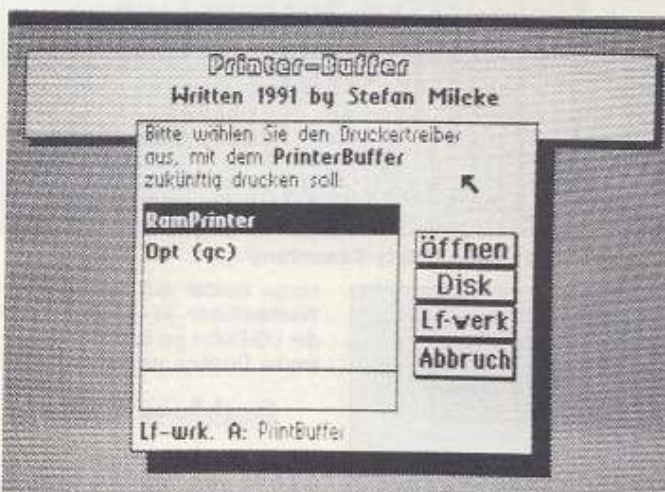 Printer-Buffer
Written 1991 by Stefan Milcke
Bitte wählen Sie den Druckertreiber
aus, mit dem PrinterBuffer
zukünftig drucken soll:
RamPrinter
Opt (gc)
Öffnen
Disk
Lf-werk
Abbruch
Lf-wrk. A: PrintBuffer